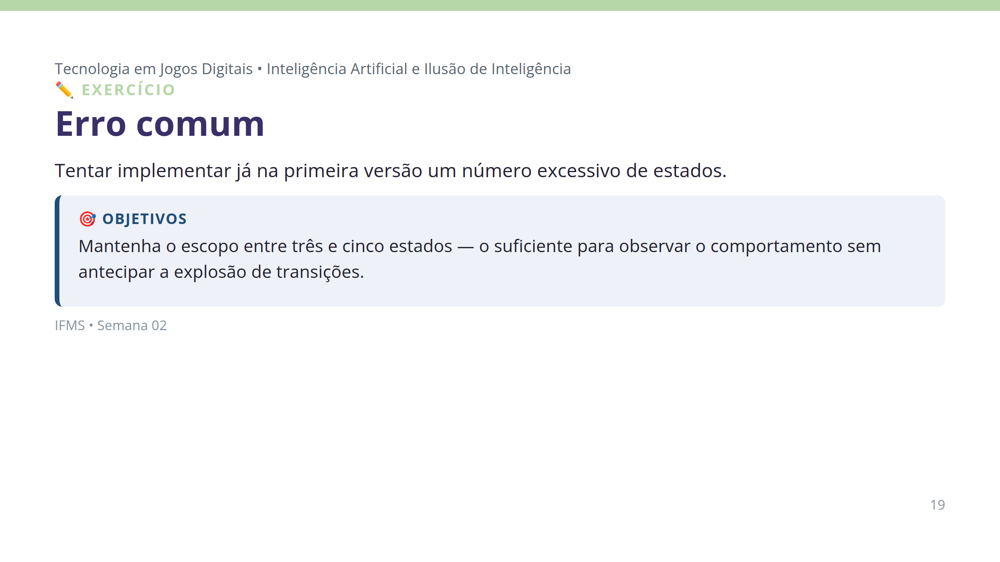 Tecnologia em Jogos Digitais • Inteligência Artificial e Ilusão de Inteligência
✏️ EXERCÍCIO
Erro comum
Tentar implementar já na primeira versão um número excessivo de estados.
🎯 OBJETIVOS
Mantenha o escopo entre três e cinco estados — o suficiente para observar o comportamento sem
antecipar a explosão de transições.
IFMS • Semana 02
19